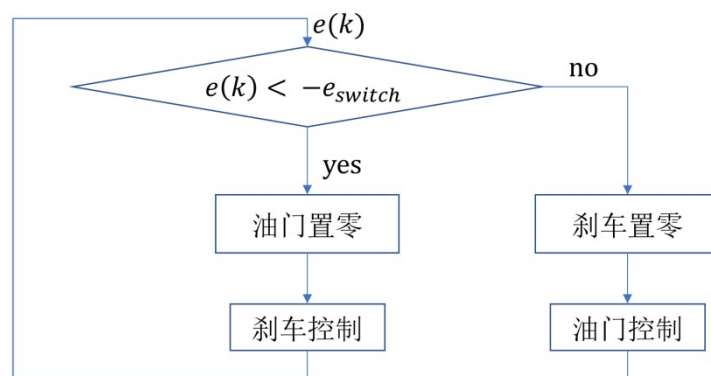 e(k)
e(k) < −e_switch
no
yes
油门置零
刹车置零
刹车控制
油门控制